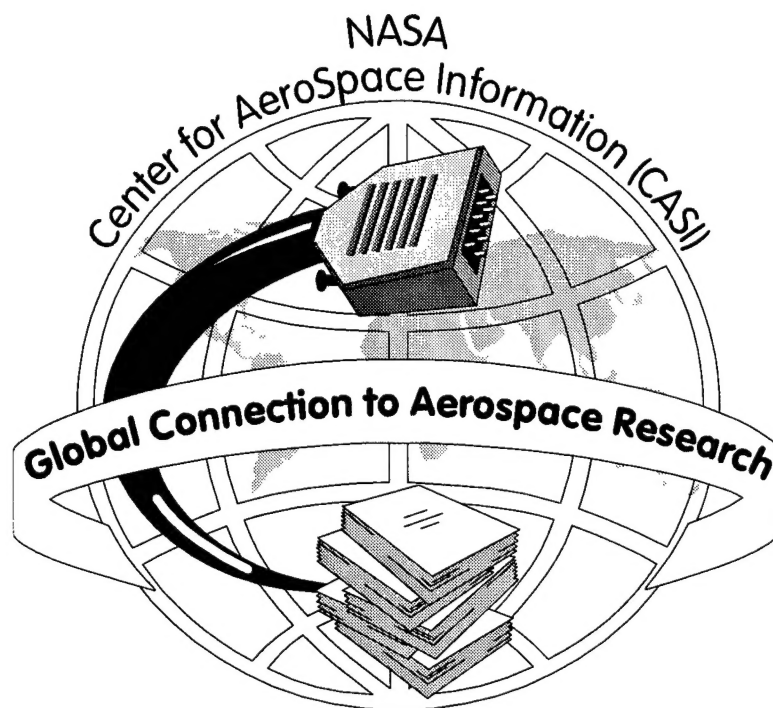 NASA
Center for AeroSpace Information (CASI)
Global Connection to Aerospace Research